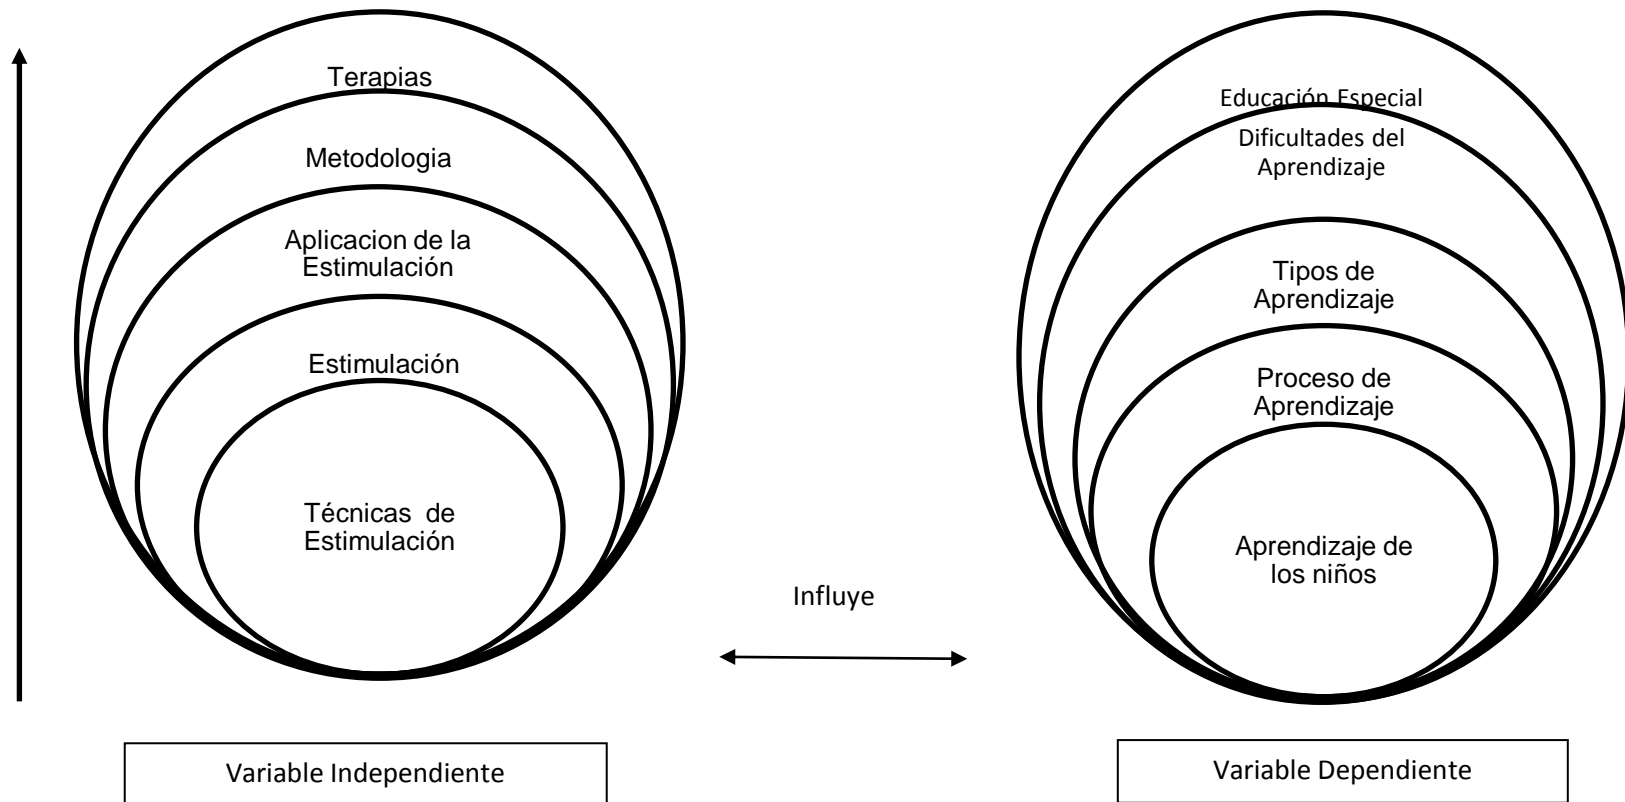 Terapias
Metodologia
Aplicacion de la
Estimulación
Estimulación
Técnicas de
Estimulación
Variable Independiente
Influye
Educación Especial
Dificultades del
Aprendizaje
Tipos de
Aprendizaje
Proceso de
Aprendizaje
Aprendizaje de
los niños
Variable Dependiente